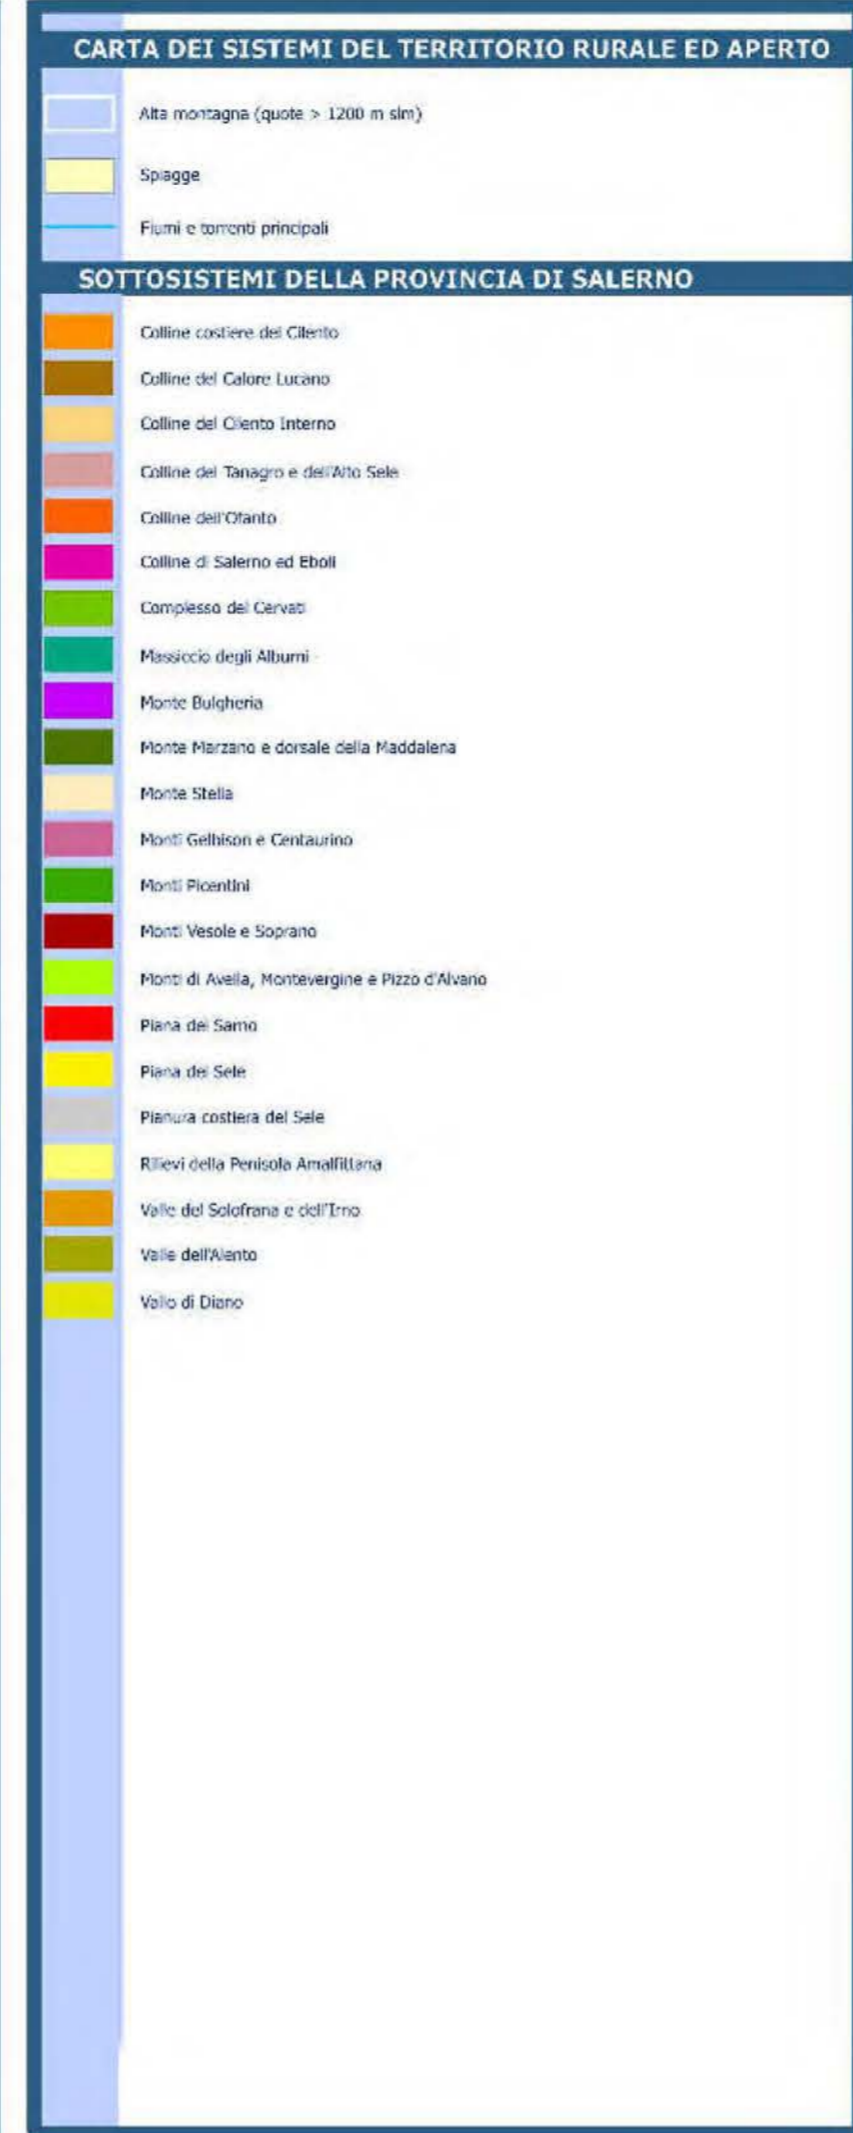 CARTA DEI SISTEMI DEL TERRITORIO RURALE ED APERTO
Alta montagna (quote > 1200 m slm)
Spiagge
Fiumi e torrenti principali
SOTTOSISTEMI DELLA PROVINCIA DI SALERNO
Colline costiere del Cilento
Colline del Calore Lucano
Colline del Cilento Interno
Colline del Tanagro e dell'Alto Sele
Colline dell'Ofanto
Colline di Salerno ed Eboli
Complesso del Cervati
Massiccio degli Alburni
Monte Bulgheria
Monte Marzano e dorsale della Maddalena
Monte Stella
Monti Gelbison e Centaurino
Monti Picentini
Monti Vesole e Soprano
Monti di Avella, Montevergine e Pizzo d'Alvano
Piana del Sarno
Piana del Sele
Pianura costiera del Sele
Rilievi della Penisola Amalfitana
Valle del Solofrana e dell'Irno
Valle dell'Alento
Vallo di Diano